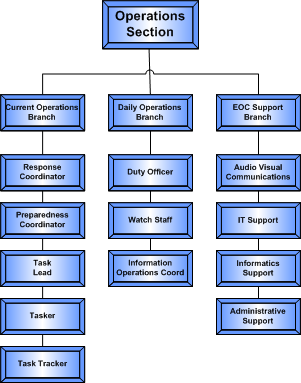 Operations
Section
Current Operations
Branch
Daily Operations
Branch
EOC Support
Branch
Response
Coordinator
Duty Officer
Audio Visual
Communications
Preparedness
Coordinator
Watch Staff
IT Support
Task
Lead
Information
Operations Coord
Informatics
Support
Tasker
Administrative
Support
Task Tracker